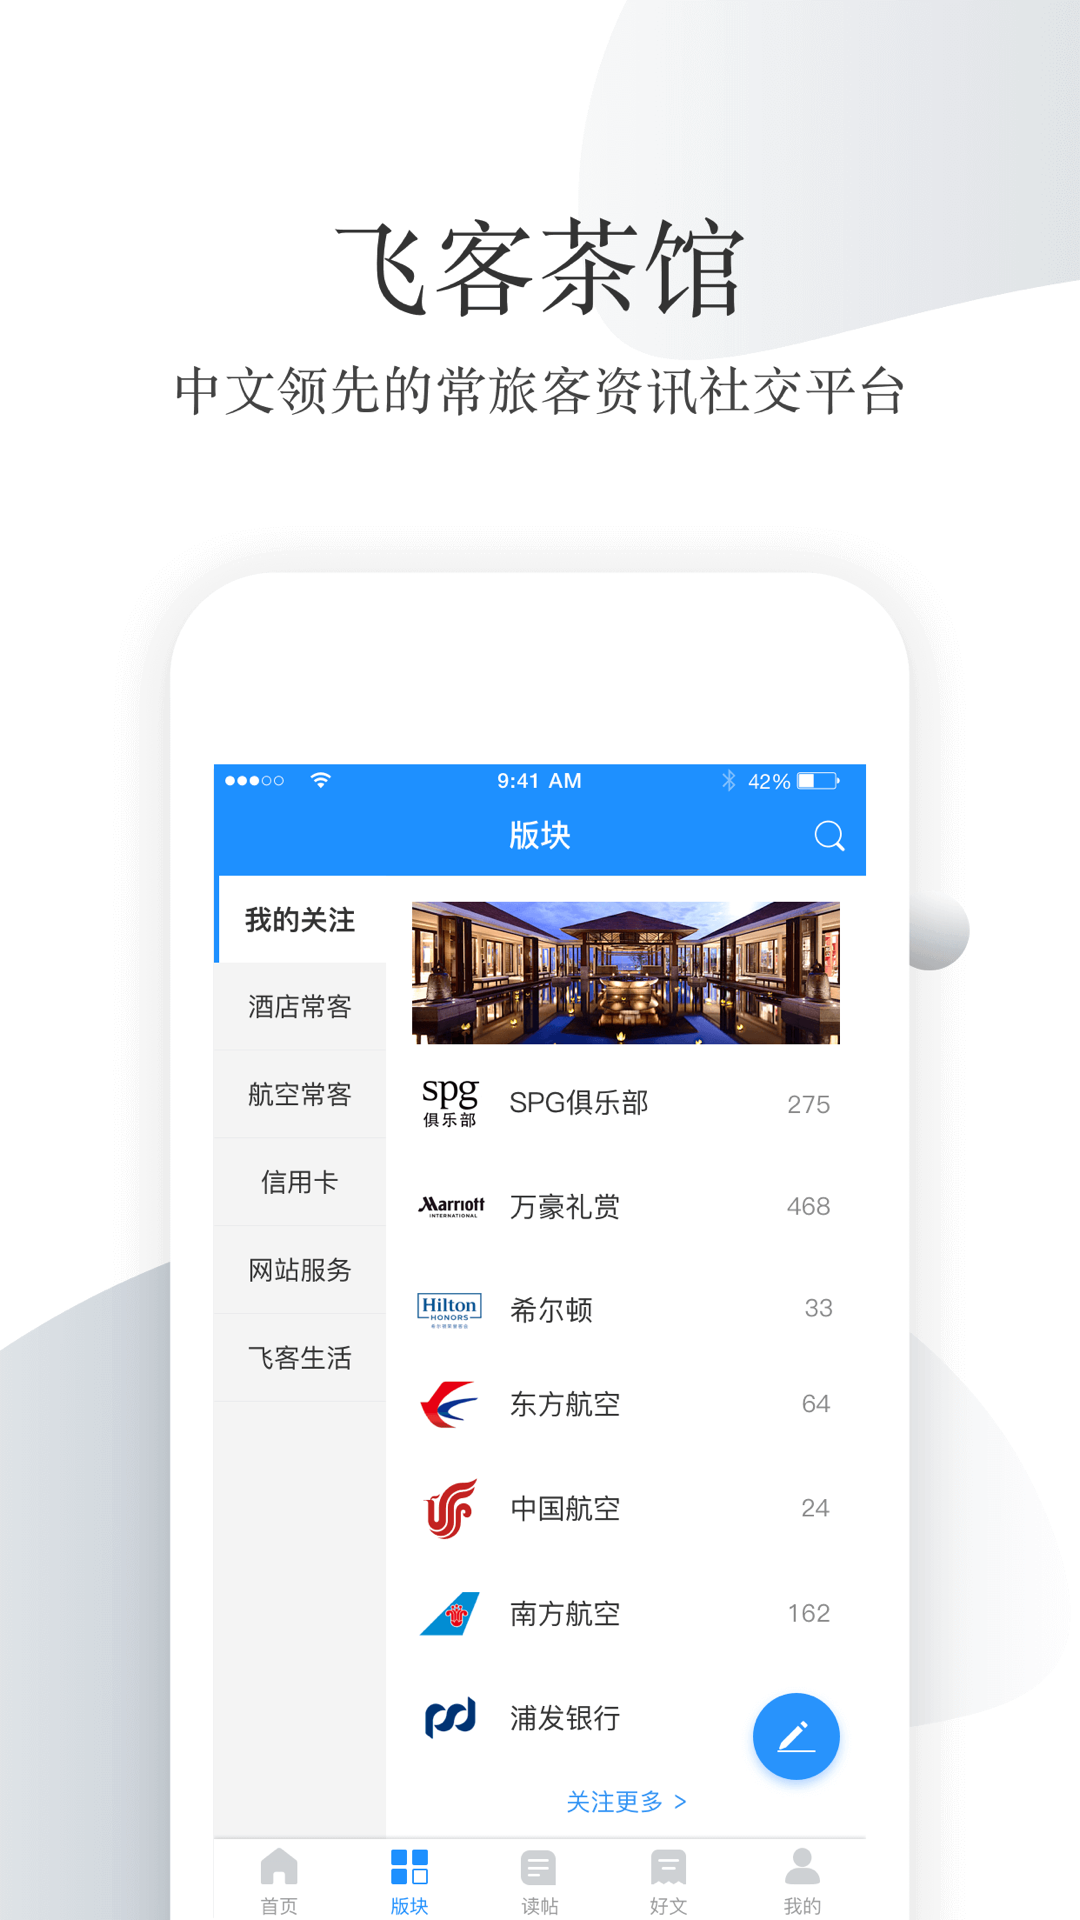 飞客茶馆
中文领先的常旅客资讯社交平台
9:41 AM
42%
版块
我的关注
酒店常客
航空常客
信用卡
网站服务
飞客生活
spg
俱乐部
SPG俱乐部
275
Marriott
INTERNATIONAL
万豪礼赏
468
Hilton
HONORS
希尔顿
33
东方航空
64
中国航空
24
南方航空
162
浦发银行
关注更多 >
首页
版块
读帖
好文
我的